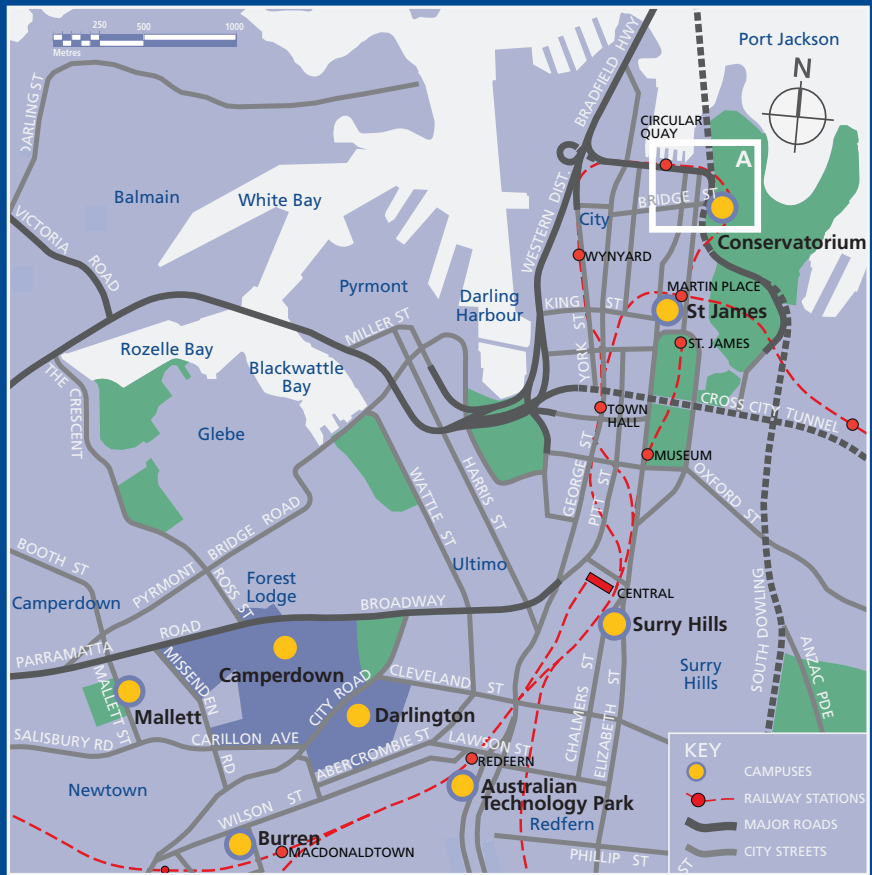 250 500 1000
Metres
Port Jackson
N
DARLING ST
BRADFIELD HWY
CIRCULAR
QUAY
A
Balmain
White Bay
BRIDGE ST
City
WESTERN DIST.
VICTORIA
ROAD
Conservatorium
WYNYARD
Pyrmont
MARTIN PLACE
Darling
Harbour
KING ST
St James
MILLER ST
YORK ST
ST. JAMES
Rozelle Bay
Blackwattle
Bay
THE CRESCENT
CROSS CITY TUNNEL
TOWN
HALL
Glebe
MUSEUM
GEORGE ST
PITT ST
OXFORD ST
WATTLE ST
HARRIS ST
PYRMONT BRIDGE ROAD
BOOTH ST
Ultimo
Forest
Lodge
ROSS ST
CENTRAL
Camperdown
BROADWAY
SOUTH DOWLING
Surry Hills
PARRAMATTA ROAD
ANZAC PDE
MALLETT ST
MISSENDEN
RD
Camperdown
CITY ROAD
CLEVELAND ST
Surry
Hills
CHALMERS ST
ELIZABETH ST
Mallett
Darlington
SALISBURY RD
CARILLON AVE
ABERCROMBIE ST
LAWSON ST
KEY
REDFERN
CAMPUSES
Newtown
Australian
Technology Park
RAILWAY STATIONS
WILSON ST
Redfern
MAJOR ROADS
Burren
MACDONALDTOWN
PHILLIP ST
CITY STREETS
ST